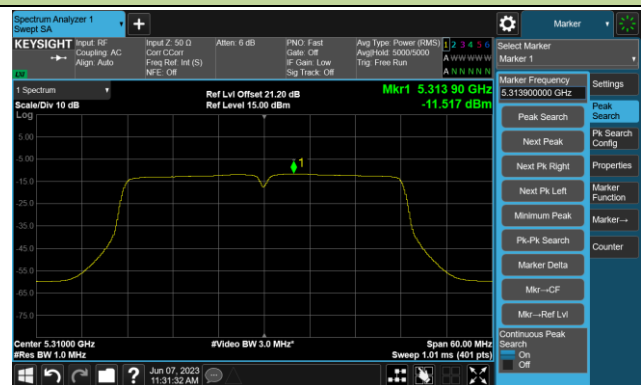 Spectrum Analyzer 1
Swept SA
Marker
KEYSIGHT
Input: RF
Coupling: AC
Align: Auto
Input Z: 50 Ω
Corr CCorr
Freq Ref: Int (S)
NFE: Off
Atten: 6 dB
PNO: Fast
Gate: Off
IF Gain: Low
Sig Track: Off
Avg Type: Power (RMS)
Avg|Hold: 5000/5000
Trig: Free Run
1 2 3 4 5 6
A W W W W W
A N N N N N
Select Marker
Marker 1
LW
1 Spectrum
Scale/Div 10 dB
Log
Ref Lvl Offset 21.20 dB
Ref Level 15.00 dBm
Mkr1 5.313 90 GHz
-11.517 dBm
1
5.00
-5.00
-15.0
-25.0
-35.0
-45.0
-55.0
-65.0
-75.0
Center 5.31000 GHz
#Res BW 1.0 MHz
#Video BW 3.0 MHz*
Span 60.00 MHz
Sweep 1.01 ms (401 pts)
Marker Frequency
5.313900000 GHz
Peak Search
Next Peak
Next Pk Right
Next Pk Left
Minimum Peak
Pk-Pk Search
Marker Delta
Mkr→CF
Mkr→Ref Lvl
Continuous Peak
Search
On
Off
Settings
Peak
Search
Pk Search
Config
Properties
Marker
Function
Marker→
Counter
Jun 07, 2023
11:31:32 AM